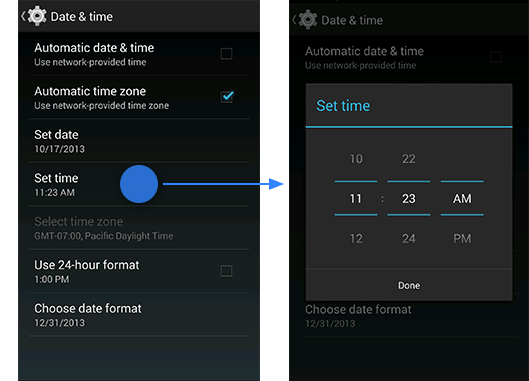 Date & time
Automatic date & time
Use network-provided time
Automatic time zone
Use network-provided time zone
Set date
10/17/2013
Set time
11:23 AM
Select time zone
GMT-07:00, Pacific Daylight Time
Use 24-hour format
1:00 PM
Choose date format
12/31/2013
Date & time
Automatic date & time
Use network-provided time
Set time
10 22
11 : 23 AM
12 24 PM
Done
Choose date format
12/31/2013